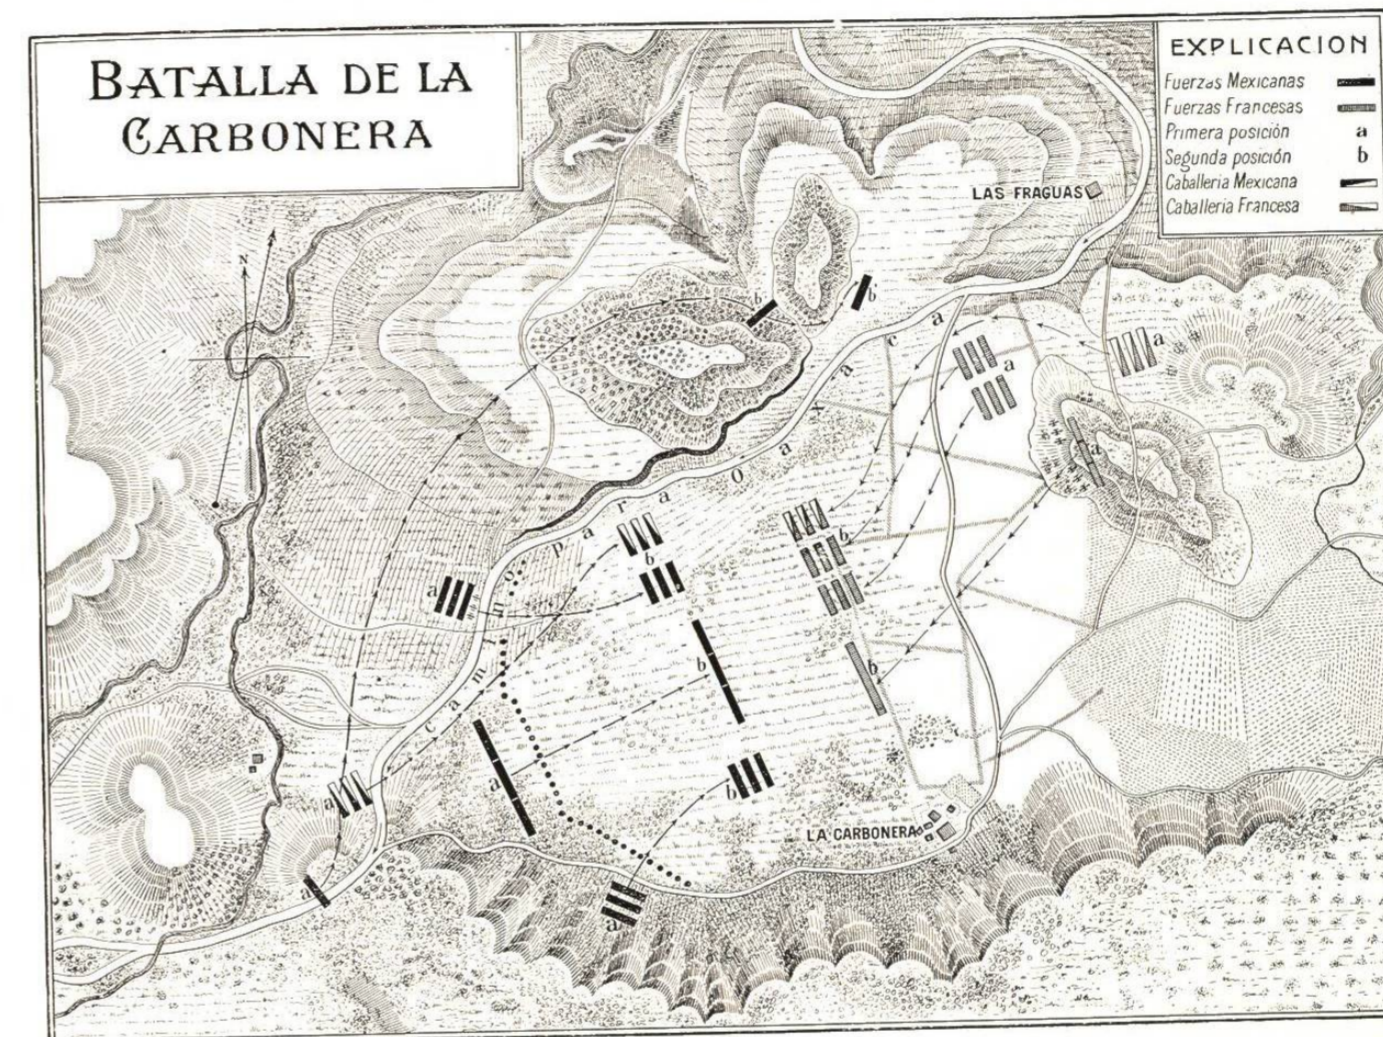 BATALLA DE LA
CARBONERA
EXPLICACION
Fuerzas Mexicanas
Fuerzas Francesas
Primera posición a
Segunda posición b
Caballeria Mexicana
Caballeria Francesa
N
LAS FRAGUAS
b
b
a
a
a
b
b
a
b
b
a
b
a
a
b
a
a
Camino para Oaxaca
LA CARBONERA